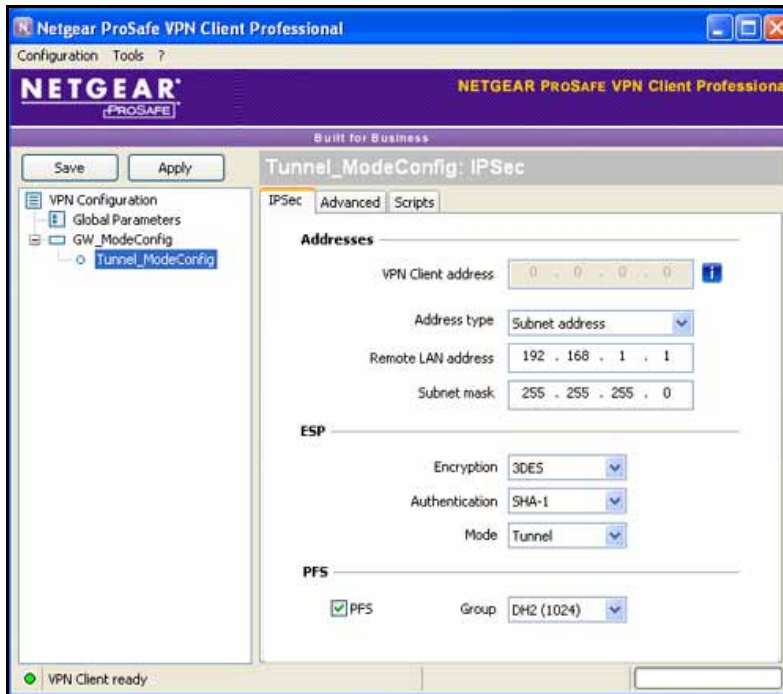 Netgear ProSafe VPN Client Professional
Configuration Tools ?
NETGEAR®
PROSAFE
NETGEAR PROSAFE VPN Client Professiona
Built for Business
Save Apply
Tunnel_ModeConfig: IPSec
VPN Configuration
Global Parameters
GW_ModeConfig
Tunnel_ModeConfig
IPSec Advanced Scripts
Addresses
VPN Client address 0 . 0 . 0 . 0 i
Address type Subnet address
Remote LAN address 192 . 168 . 1 . 1
Subnet mask 255 . 255 . 255 . 0
ESP
Encryption 3DES
Authentication SHA-1
Mode Tunnel
PFS
PFS Group DH2 (1024)
VPN Client ready